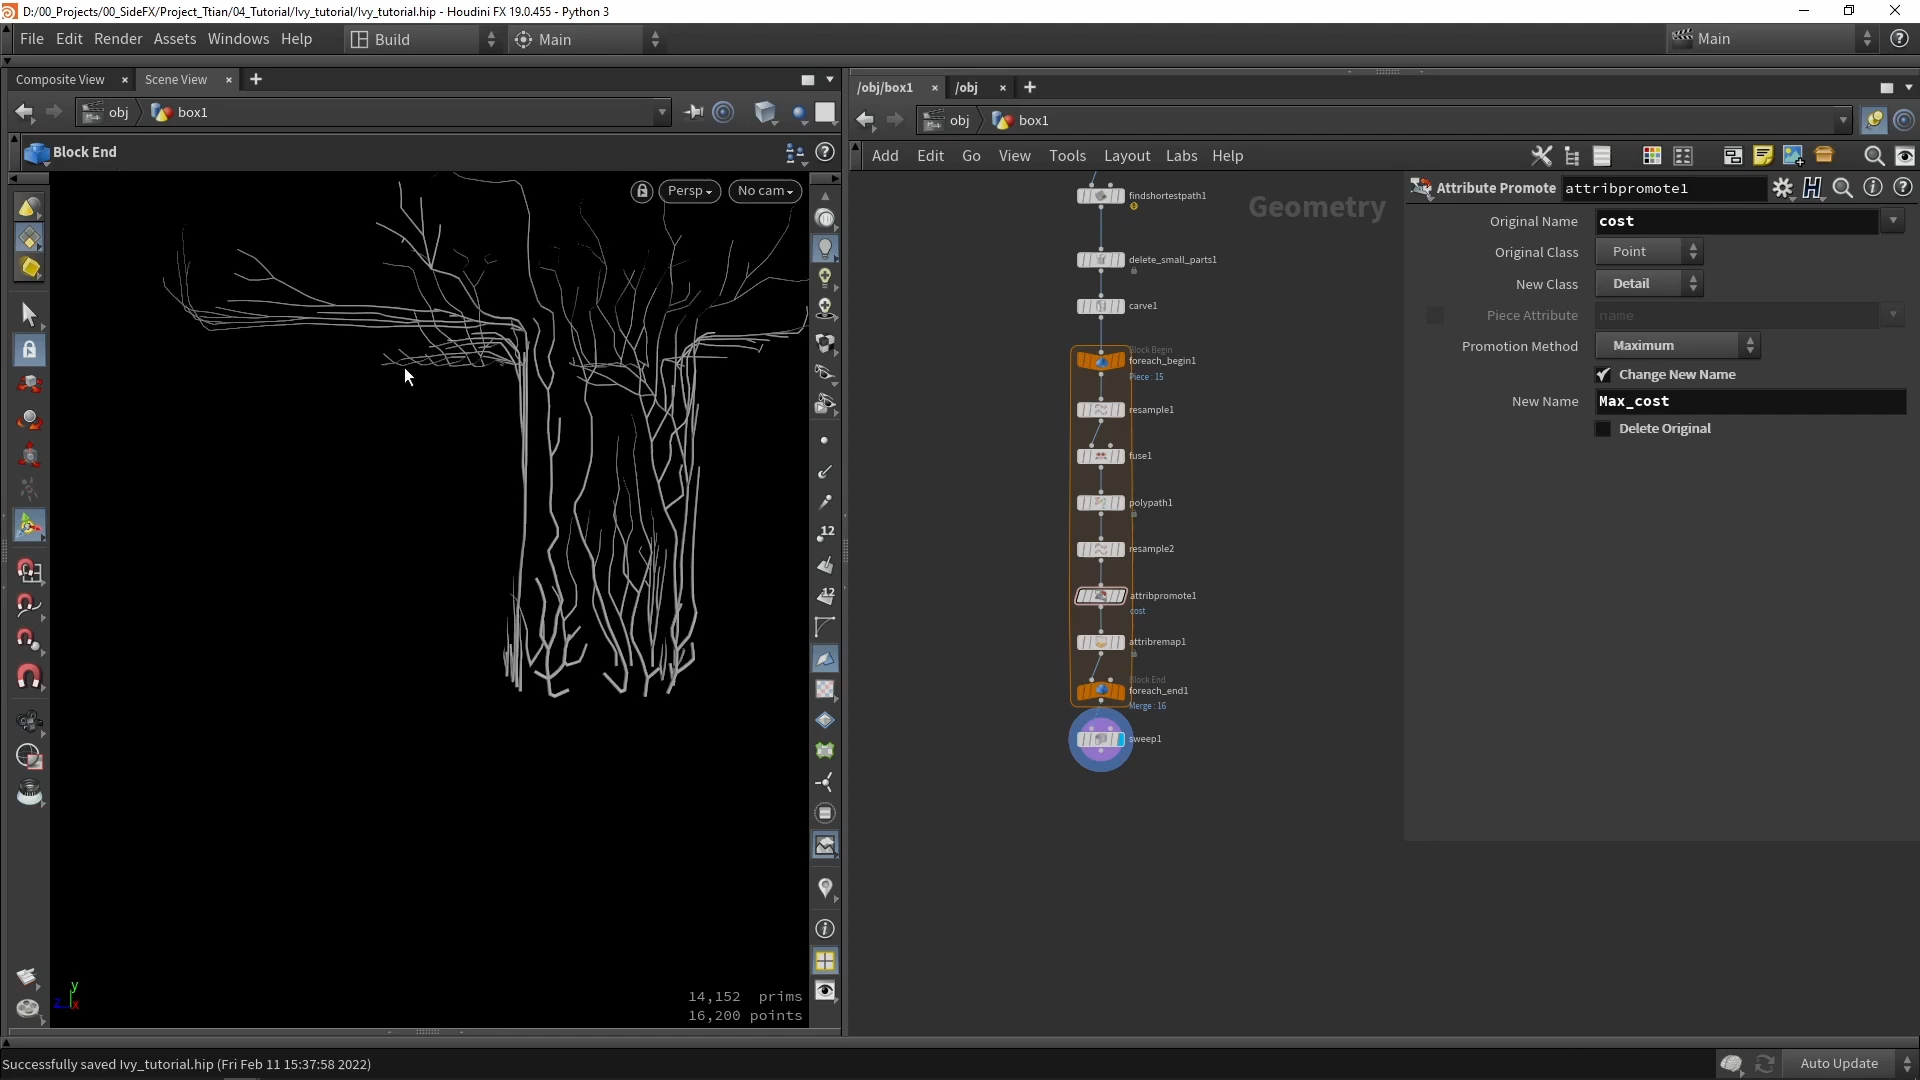 D:/00_Projects/00_SideFX/Project_Ttian/04_Tutorial/Ivy_tutorial/Ivy_tutorial.hip - Houdini FX 19.0.455 - Python 3
File Edit Render Assets Windows Help
Build
Main
Main
Composite View
Scene View
obj
box1
Block End
Persp
No cam
12
12
y
z
x
14,152 prims
16,200 points
/obj/box1
/obj
obj
box1
Add Edit Go View Tools Layout Labs Help
Geometry
findshortestpath1
delete_small_parts1
carve1
Block Begin
foreach_begin1
Piece : 15
resample1
fuse1
polypath1
resample2
attribpromote1
cost
attribremap1
Block End
foreach_end1
Merge : 16
sweep1
Attribute Promote attribpromote1
Original Name cost
Original Class Point
New Class Detail
Piece Attribute name
Promotion Method Maximum
Change New Name
New Name Max_cost
Delete Original
Successfully saved Ivy_tutorial.hip (Fri Feb 11 15:37:58 2022)
Auto Update